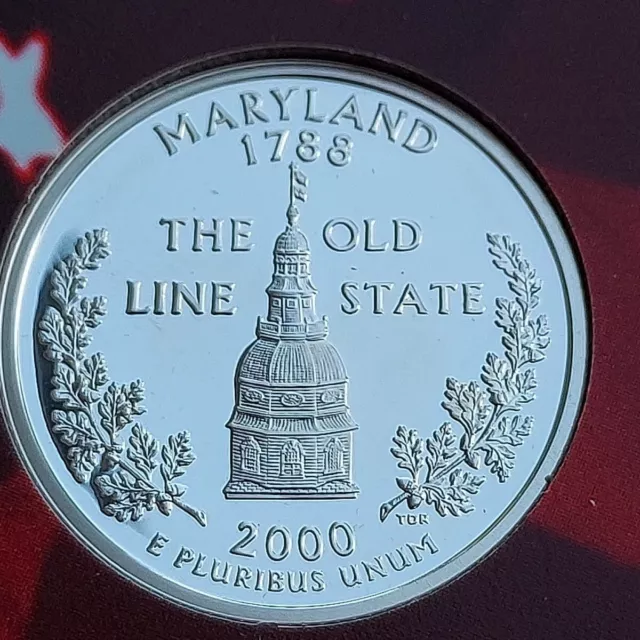 MARYLAND
1788
THE OLD
LINE STATE
TDR
2000
E PLURIBUS UNUM